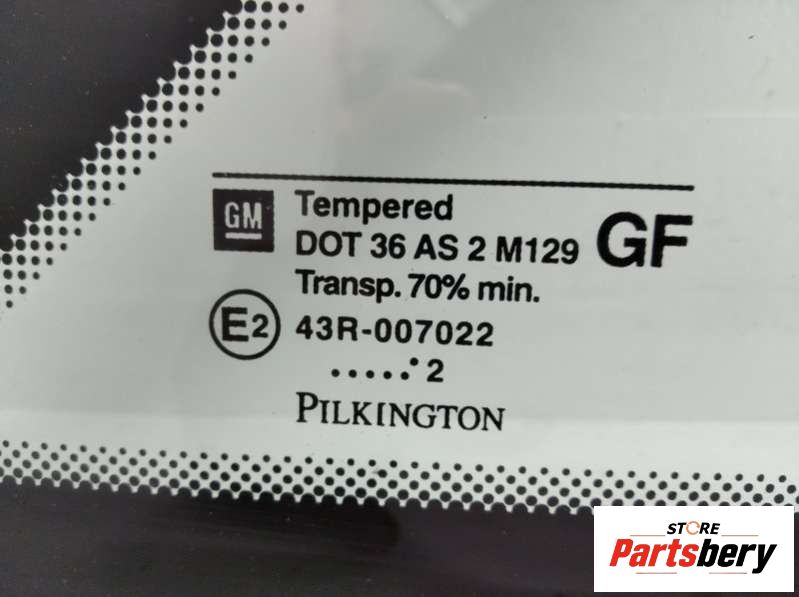 GM Tempered
DOT 36 AS 2 M129 GF
Transp. 70% min.
E2 43R-007022
.....˙2
PILKINGTON
STORE
Partsbery